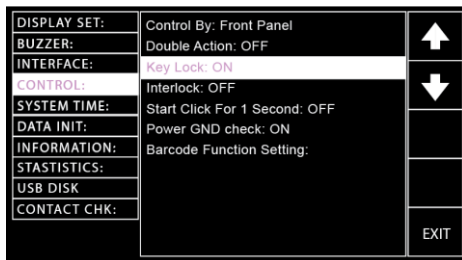 DISPLAY SET:
BUZZER:
INTERFACE:
CONTROL:
SYSTEM TIME:
DATA INIT:
INFORMATION:
STASTISTICS:
USB DISK
CONTACT CHK:
Control By: Front Panel
Double Action: OFF
Key Lock: ON
Interlock: OFF
Start Click For 1 Second: OFF
Power GND check: ON
Barcode Function Setting:
EXIT